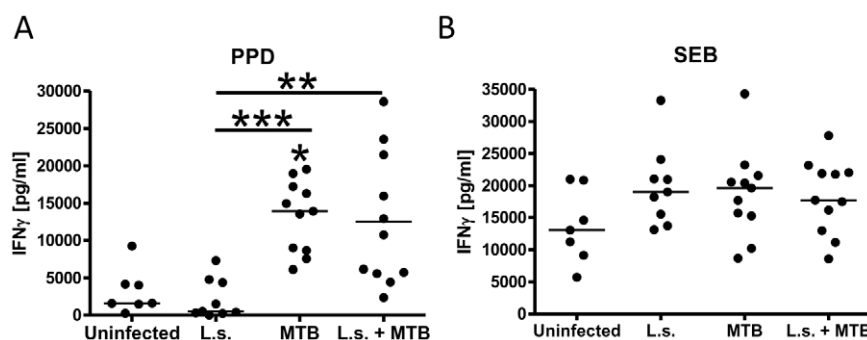 A
PPD
**
***
*
IFNγ [pg/ml]
30000
25000
20000
15000
10000
5000
0
Uninfected L.s. MTB L.s. + MTB
B
SEB
IFNγ [pg/ml]
35000
30000
25000
20000
15000
10000
5000
0
Uninfected L.s. MTB L.s. + MTB